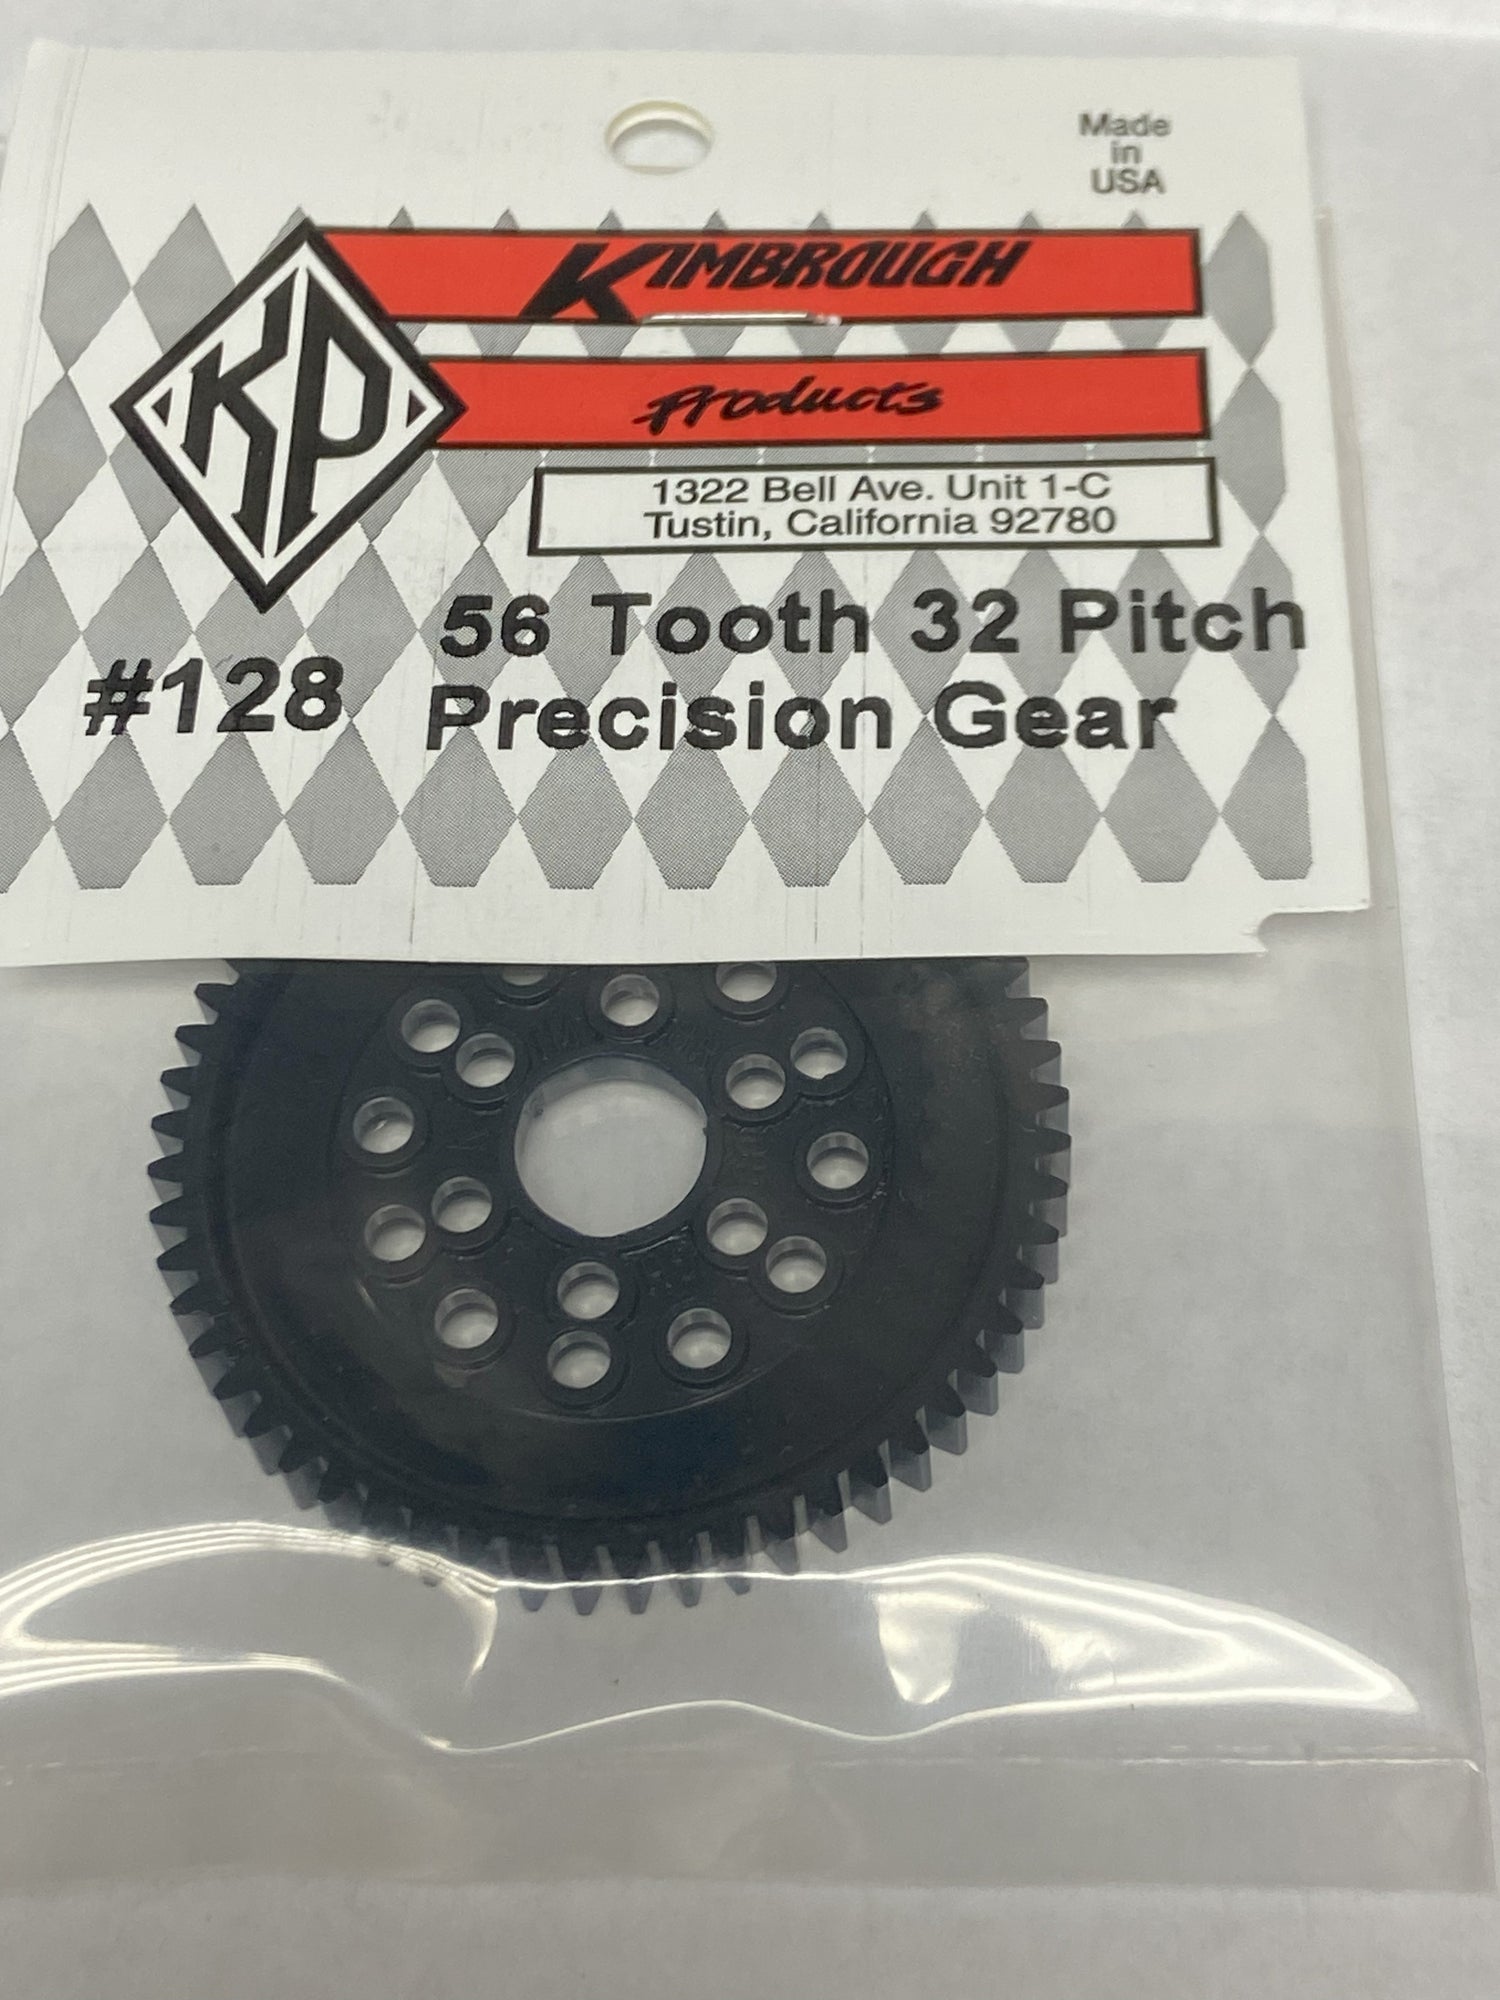 Made
in
USA
KP
KIMBROUGH
Products
1322 Bell Ave. Unit 1-C
Tustin, California 92780
#128
56 Tooth 32 Pitch
Precision Gear